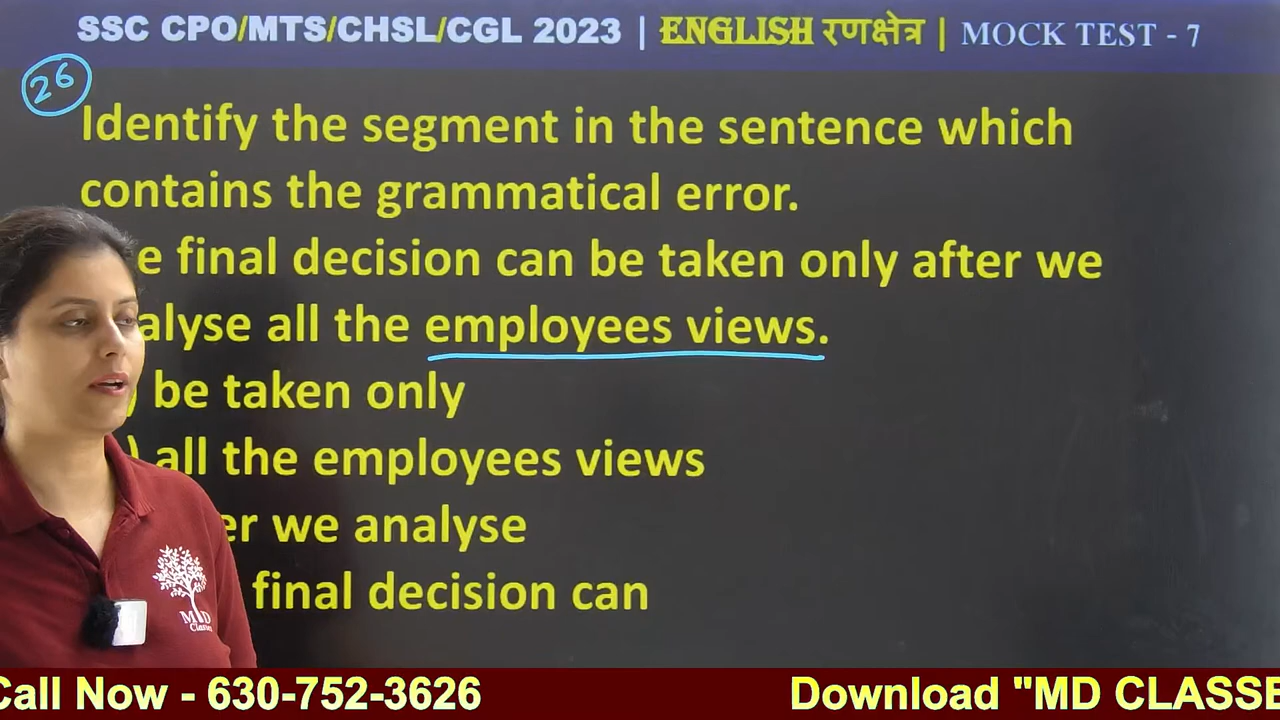 SSC CPO/MTS/CHSL/CGL 2023 | ENGLISH रणक्षेत्र | MOCK TEST - 7
26
Identify the segment in the sentence which
contains the grammatical error.
final decision can be taken only after we
all the employees views.
be taken only
all the employees views
we analyse
final decision can
MD
Classes
Call Now - 630-752-3626
Download "MD CLASSE